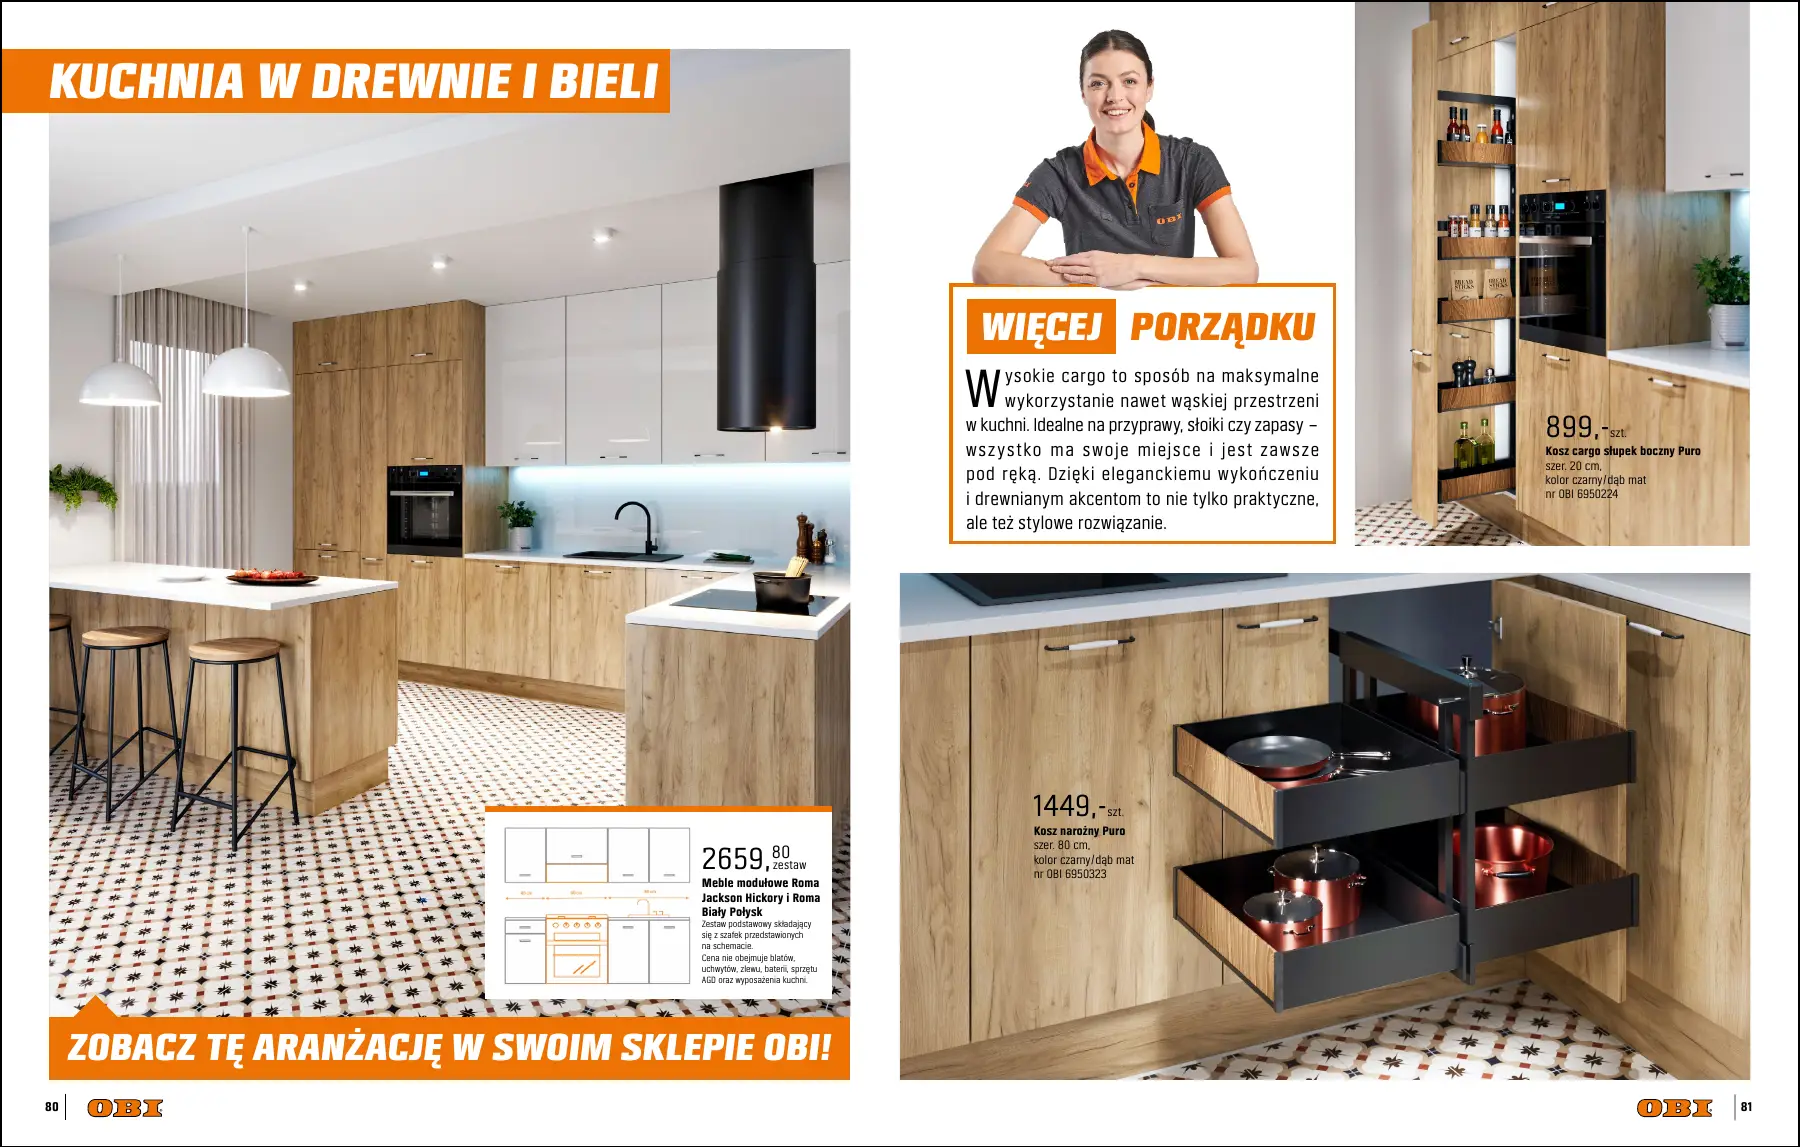 KUCHNIA W DREWNIE I BIELI
2659,80
zestaw
Meble modułowe Roma
Jackson Hickory i Roma
Biały Połysk
Zestaw podstawowy składający
się z szafek przedstawionych
na schemacie.
Cena nie obejmuje blatów,
uchwytów, zlewu, baterii, sprzętu
AGD oraz wyposażenia kuchni.
ZOBACZ TĘ ARANŻACJĘ W SWOIM SKLEPIE OBI!
80
OBI
OBI
WIĘCEJ PORZĄDKU
Wysokie cargo to sposób na maksymalne
wykorzystanie nawet wąskiej przestrzeni
w kuchni. Idealne na przyprawy, słoiki czy zapasy –
wszystko ma swoje miejsce i jest zawsze
pod ręką. Dzięki eleganckiemu wykończeniu
i drewnianym akcentom to nie tylko praktyczne,
ale też stylowe rozwiązanie.
BREAD STICKS
BREAD STICKS
899,- szt.
Kosz cargo słupek boczny Puro
szer. 20 cm,
kolor czarny/dąb mat
nr OBI 6950224
1449,- szt.
Kosz narożny Puro
szer. 80 cm,
kolor czarny/dąb mat
nr OBI 6950323
OBI
81